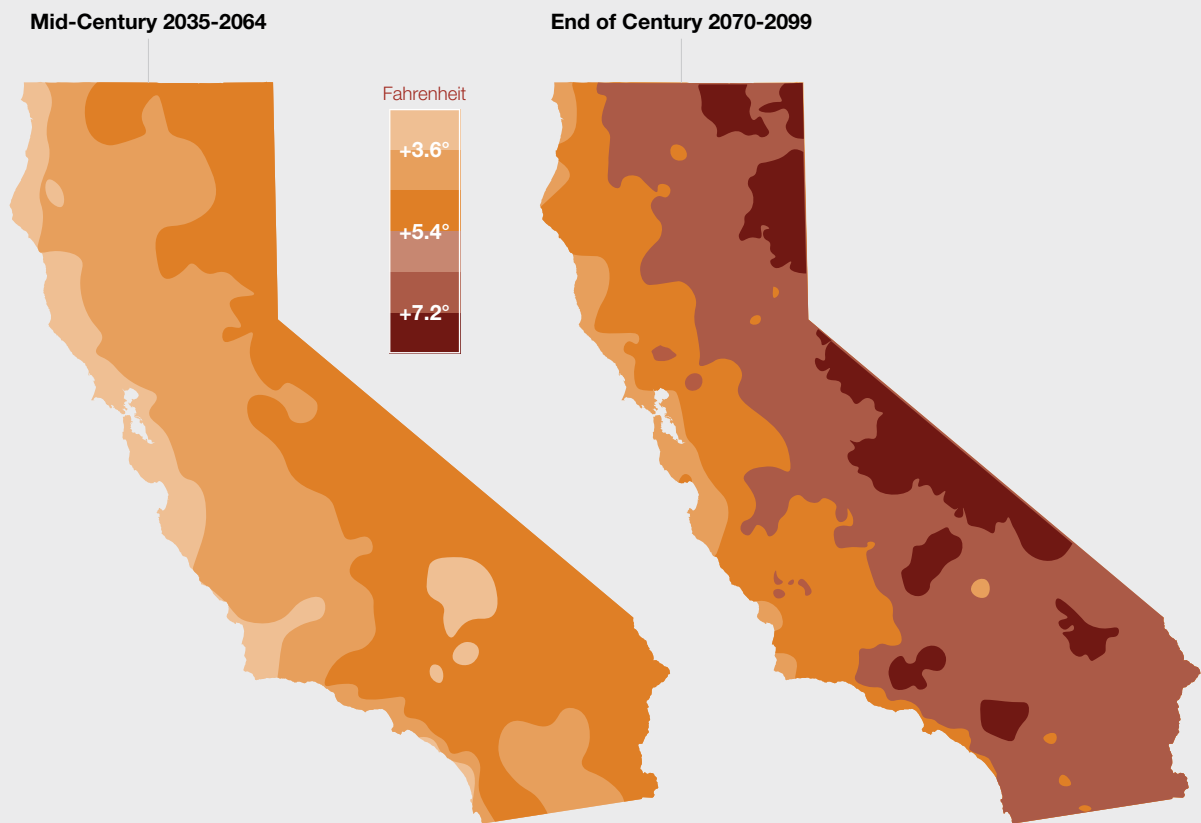 Mid-Century 2035-2064
End of Century 2070-2099
Fahrenheit
+3.6°
+5.4°
+7.2°